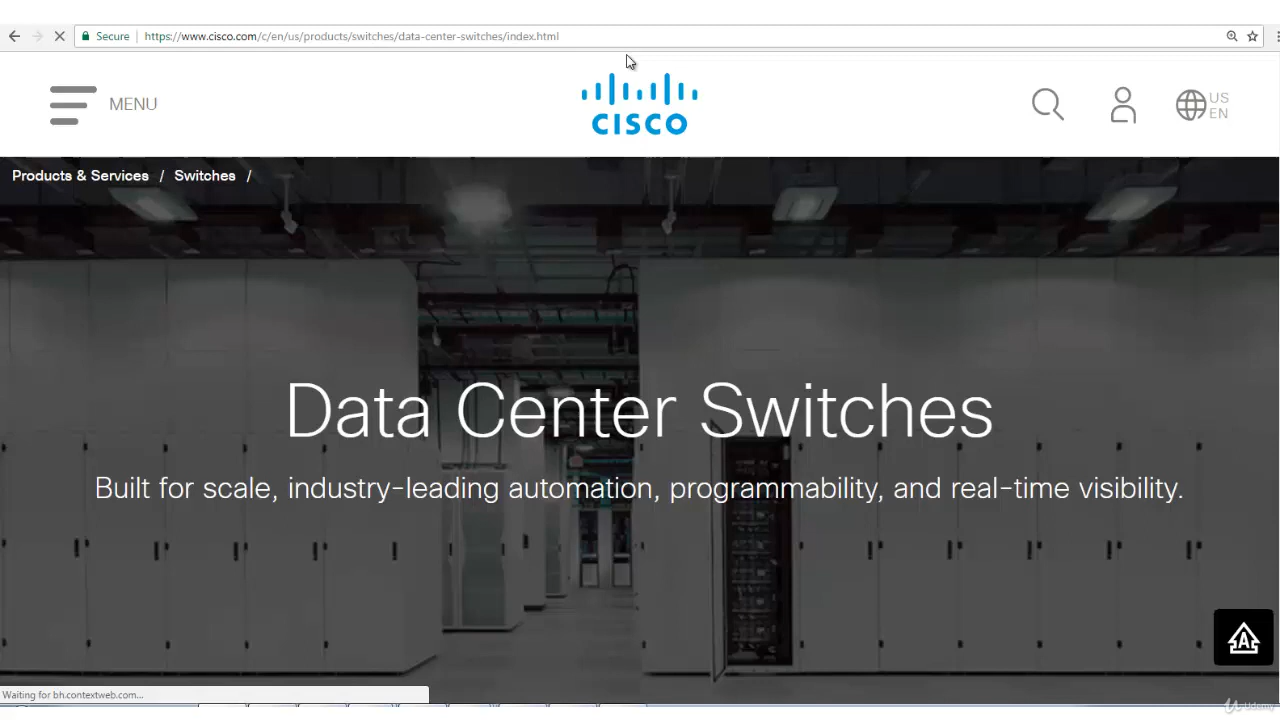 Secure
https://www.cisco.com/c/en/us/products/switches/data-center-switches/index.html
MENU
CISCO
US
EN
Products & Services / Switches /
Data Center Switches
Built for scale, industry-leading automation, programmability, and real-time visibility.
A
Waiting for bh.contextweb.com...
Udemy